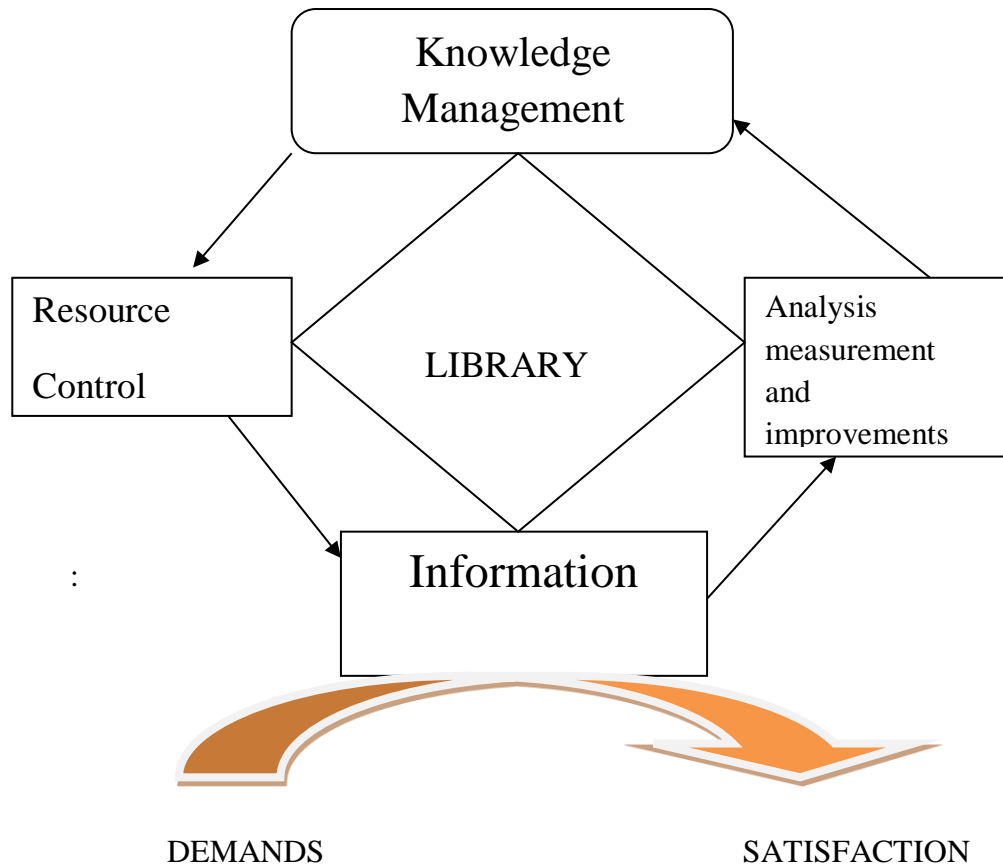 Knowledge
Management
Resource
Control
LIBRARY
Analysis
measurement
and
improvements
Information
:
DEMANDS
SATISFACTION